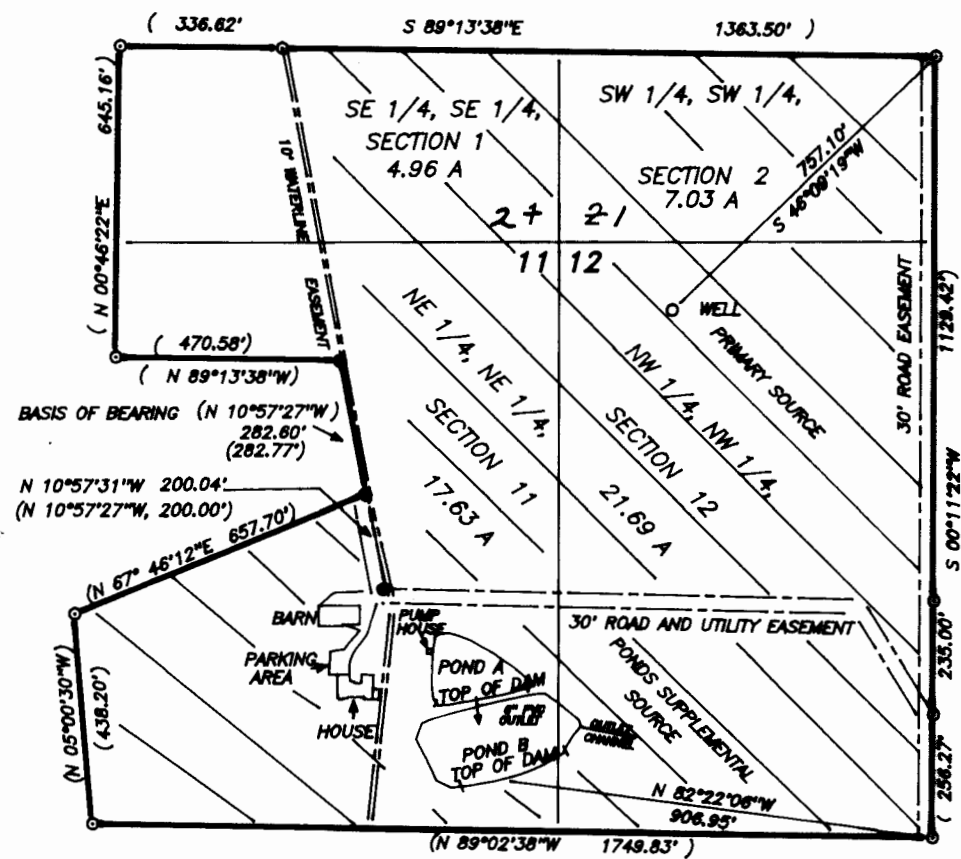 ( 336.62' S 89°13'38"E 1363.50' )
645.16'
( N 00°46'22"E
10' WATERLINE
EASEMENT
SE 1/4, SE 1/4,
SECTION 1
4.96 A
SW 1/4, SW 1/4,
SECTION 2
7.03 A
757.10'
S 46°09'19"W
11 12
WELL
PRIMARY SOURCE
30' ROAD EASEMENT
1129.42')
S 00°11'22"W
( 470.58')
( N 89°13'38"W)
BASIS OF BEARING (N 10°57'27"W)
282.60'
(282.77')
N 10°57'31"W 200.04'
(N 10°57'27"W, 200.00')
(N 67° 46'12"E 657.70')
NE 1/4, NE 1/4,
SECTION 11
17.63 A
NW 1/4, NW 1/4,
SECTION 12
21.69 A
BARN
PARKING
AREA
HOUSE
PUMP
HOUSE
POND A
TOP OF DAM
OUTLET
POND B
TOP OF DAM
OUTLET
CHANNEL
30' ROAD AND UTILITY EASEMENT
PONDS SUPPLEMENTAL
SOURCE
235.00'
( 256.27'
(N 05°00'30"W)
(438.20')
N 82°22'06"W
906.95'
(N 89°02'38"W 1749.83' )